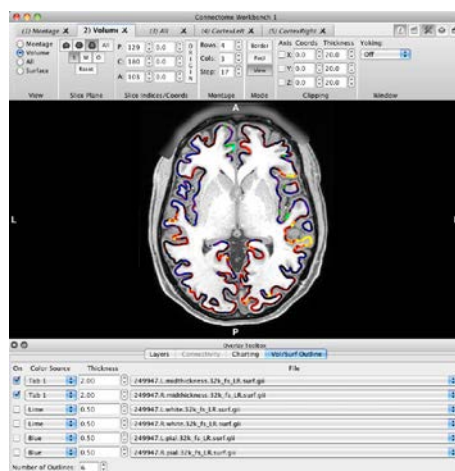 Connectome Workbench 1
(1) Montage X 2) Volume X (3) All X (4) CortexLeft X (5) CortexRight X
Montage
Volume
All
Surface
View
All
M O
Reset
Slice Plane
P: 129 0.0
C: 160 0.0
A: 101 0.0
ORIGIN
Slice Indices/Coords
Rows: 4
Cols: 3
Step: 17
Montage
Border
Foci
View
Mode
Axis Coords Thickness
X: 0.0 20.0
Y: 0.0 20.0
Z: 0.0 20.0
Clipping
Yoking:
Off
Window
A
L
P
Overlay ToolBox
Layers Connectivity Charting Vol/Surf Outline
On Color Source Thickness File
Tab 1 2.00 249947.L.midthickness.32k_fs_LR.surf.gii
Tab 1 2.00 249947.R.midthickness.32k_fs_LR.surf.gii
Lime 0.50 249947.L.white.32k_fs_LR.surf.gii
Lime 0.50 249947.R.white.32k_fs_LR.surf.gii
Blue 0.50 249947.L.pial.32k_fs_LR.surf.gii
Blue 0.50 249947.R.pial.32k_fs_LR.surf.gii
Number of Outlines: 6